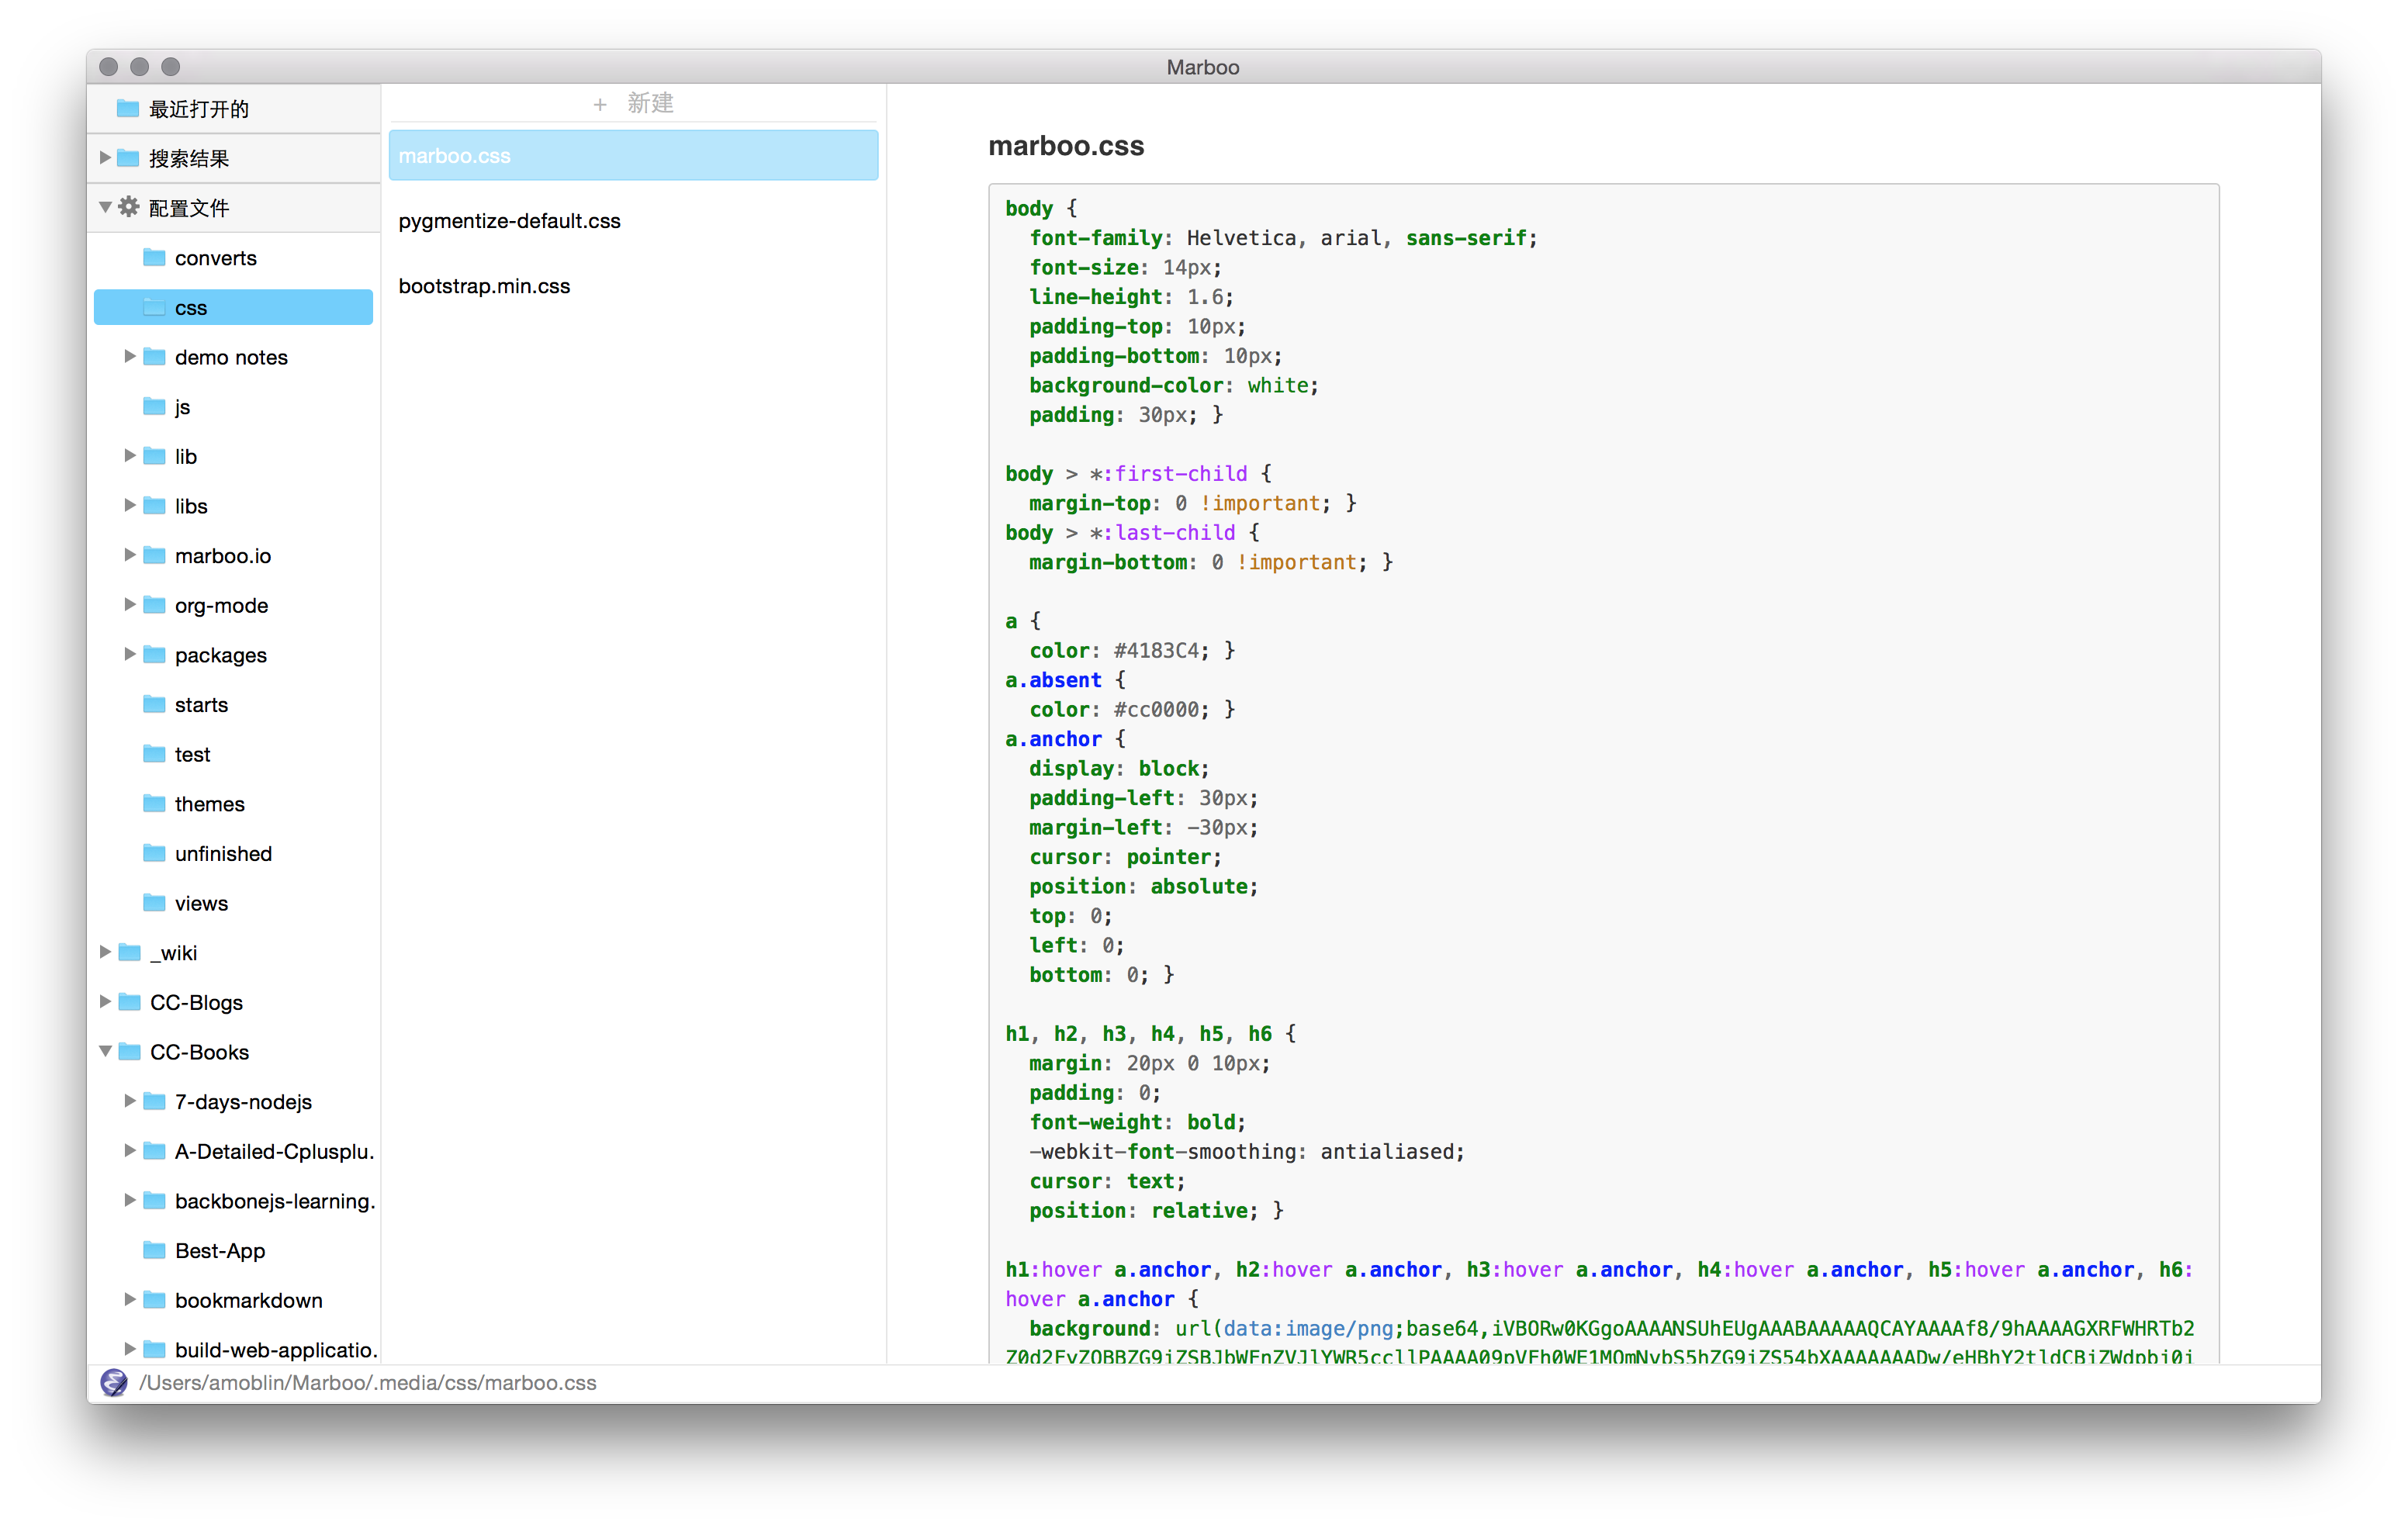 Marboo
最近打开的
搜索结果
配置文件
converts
css
demo notes
js
lib
libs
marboo.io
org-mode
packages
starts
test
themes
unfinished
views
_wiki
CC-Blogs
CC-Books
7-days-nodejs
A-Detailed-Cplusplu.
backbonejs-learning.
Best-App
bookmarkdown
build-web-applicatio.
+ 新建
marboo.css
pygmentize-default.css
bootstrap.min.css
marboo.css
body {
  font-family: Helvetica, arial, sans-serif;
  font-size: 14px;
  line-height: 1.6;
  padding-top: 10px;
  padding-bottom: 10px;
  background-color: white;
  padding: 30px; }
body > *:first-child {
  margin-top: 0 !important; }
body > *:last-child {
  margin-bottom: 0 !important; }
a {
  color: #4183C4; }
a.absent {
  color: #cc0000; }
a.anchor {
  display: block;
  padding-left: 30px;
  margin-left: -30px;
  cursor: pointer;
  position: absolute;
  top: 0;
  left: 0;
  bottom: 0; }
h1, h2, h3, h4, h5, h6 {
  margin: 20px 0 10px;
  padding: 0;
  font-weight: bold;
  -webkit-font-smoothing: antialiased;
  cursor: text;
  position: relative; }
h1:hover a.anchor, h2:hover a.anchor, h3:hover a.anchor, h4:hover a.anchor, h5:hover a.anchor, h6:
hover a.anchor {
  background: url(data:image/png;base64,iVBORw0KGgoAAAANSUhEUgAAABAAAAAQCAYAAAAf8/9hAAAAGXRFWHRTb2
/Users/amoblin/Marboo/.media/css/marboo.css